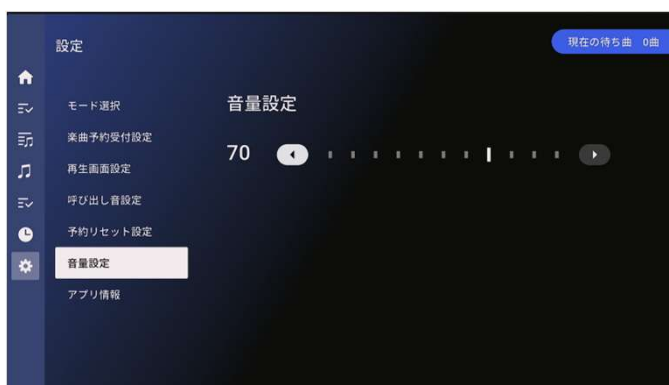 設定
現在の待ち曲 0曲
モード選択
楽曲予約受付設定
再生画面設定
呼び出し音設定
予約リセット設定
音量設定
アプリ情報
音量設定
70